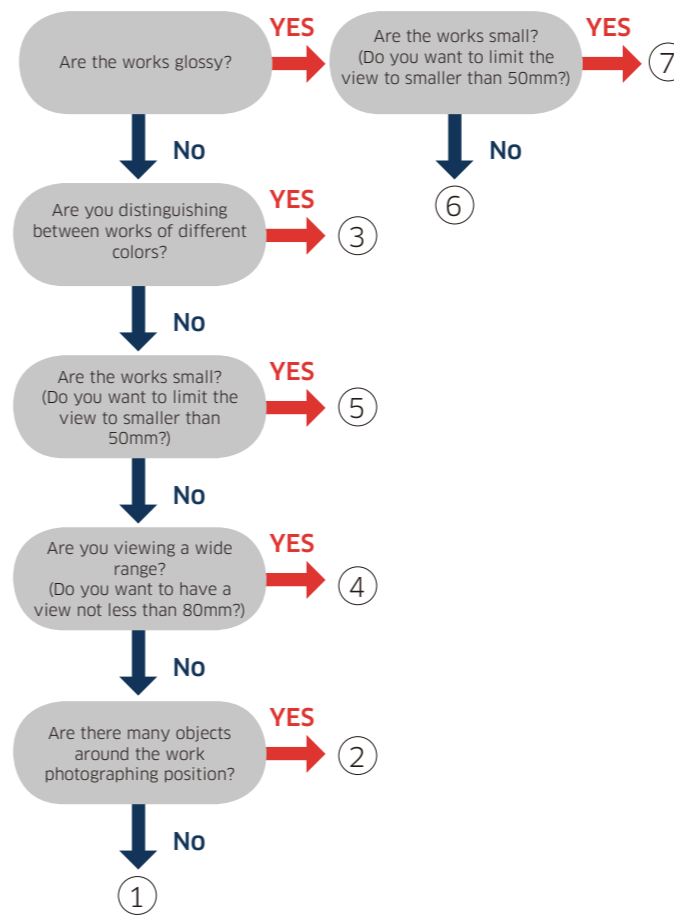 Are the works glossy?
YES
Are the works small?
(Do you want to limit the
view to smaller than 50mm?)
YES
⑦
No
No
⑥
Are you distinguishing
between works of different
colors?
YES
③
No
Are the works small?
(Do you want to limit the
view to smaller than
50mm?)
YES
⑤
No
Are you viewing a wide
range?
(Do you want to have a
view not less than 80mm?)
YES
④
No
Are there many objects
around the work
photographing position?
YES
②
No
①